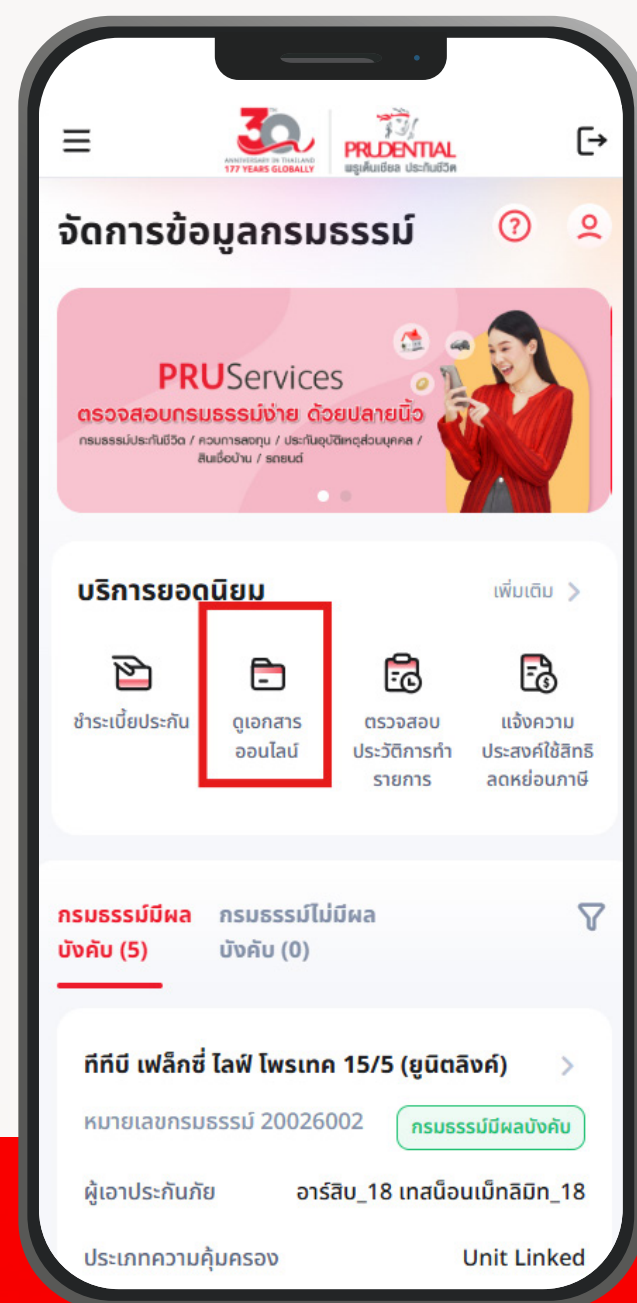 30TH
ANNIVERSARY IN THAILAND
177 YEARS GLOBALLY
PRUDENTIAL
พรูเด็นเชียล ประกันชีวิต
จัดการข้อมูลกรมธรรม์
?
PRUServices
ตรวจสอบกรมธรรม์ง่าย ด้วยปลายนิ้ว
กรมธรรม์ประกันชีวิต / ควบการลงทุน / ประกันอุบัติเหตุส่วนบุคคล /
สินเชื่อบ้าน / รถยนต์
บริการยอดนิยม
เพิ่มเติม
ชำระเบี้ยประกัน
ดูเอกสาร
ออนไลน์
ตรวจสอบ
ประวัติการทำ
รายการ
แจ้งความ
ประสงค์ใช้สิทธิ
ลดหย่อนภาษี
กรมธรรม์มีผล
บังคับ (5)
กรมธรรม์ไม่มีผล
บังคับ (0)
ทีทีบี เฟล็กซี่ ไลฟ์ โพรเทค 15/5 (ยูนิตลิงค์)
หมายเลขกรมธรรม์ 20026002
กรมธรรม์มีผลบังคับ
ผู้เอาประกันภัย อาร์สิบ_18 เทสน็อนเม็ทลิมิท_18
ประเภทความคุ้มครอง Unit Linked